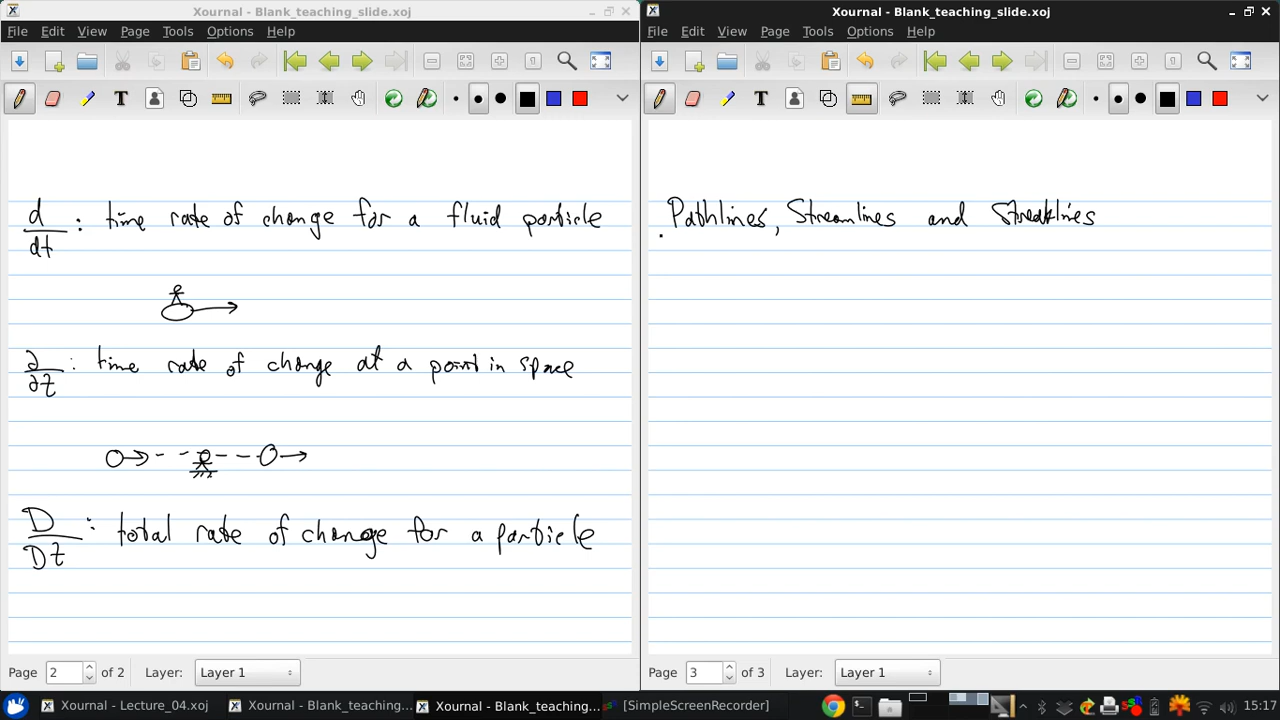 Xournal - Blank_teaching_slide.xoj
File Edit View Page Tools Options Help
d/dt : time rate of change for a fluid particle
∂/∂t : time rate of change at a point in space
D/Dt : total rate of change for a particle
Page 2 of 2 Layer: Layer 1
Xournal - Blank_teaching_slide.xoj
File Edit View Page Tools Options Help
Pathlines, Streamlines and Streaklines
Page 3 of 3 Layer: Layer 1
Xournal - Lecture_04.xoj Xournal - Blank_teaching... Xournal - Blank_teaching... [SimpleScreenRecorder] 15:17